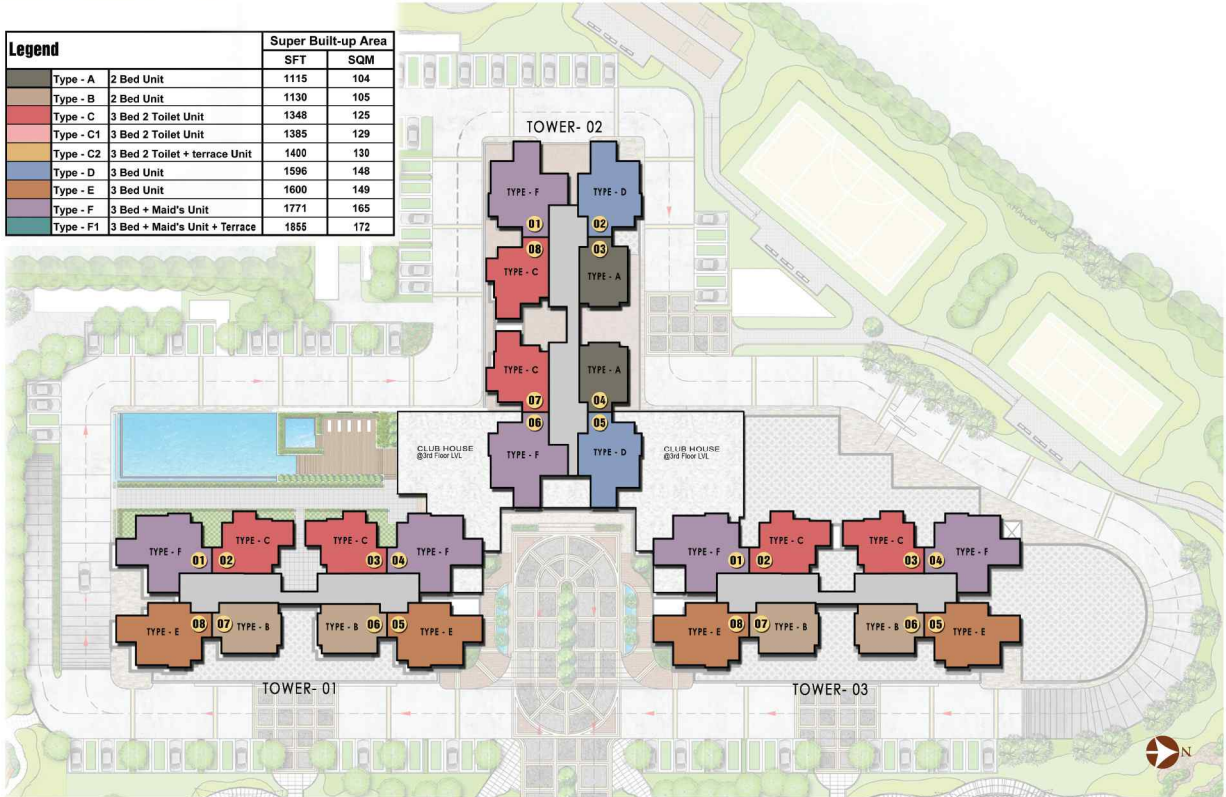 Legend Super Built-up Area
SFT SQM
Type - A 2 Bed Unit 1115 104
Type - B 2 Bed Unit 1130 105
Type - C 3 Bed 2 Toilet Unit 1348 125
Type - C1 3 Bed 2 Toilet Unit 1385 129
Type - C2 3 Bed 2 Toilet + terrace Unit 1400 130
Type - D 3 Bed Unit 1596 148
Type - E 3 Bed Unit 1600 149
Type - F 3 Bed + Maid's Unit 1771 165
Type - F1 3 Bed + Maid's Unit + Terrace 1855 172
TOWER- 02
TYPE - F TYPE - D
01 02
08 03
TYPE - C TYPE - A
TYPE - C TYPE - A
07 04
06 05
CLUB HOUSE
@3rd Floor LVL
TYPE - F TYPE - D
CLUB HOUSE
@3rd Floor LVL
TYPE - F 01 02 TYPE - C TYPE - C 03 04 TYPE - F
TYPE - E 08 07 TYPE - B TYPE - B 06 05 TYPE - E
TOWER- 01
TYPE - F 01 02 TYPE - C TYPE - C 03 04 TYPE - F
TYPE - E 08 07 TYPE - B TYPE - B 06 05 TYPE - E
TOWER- 03
N